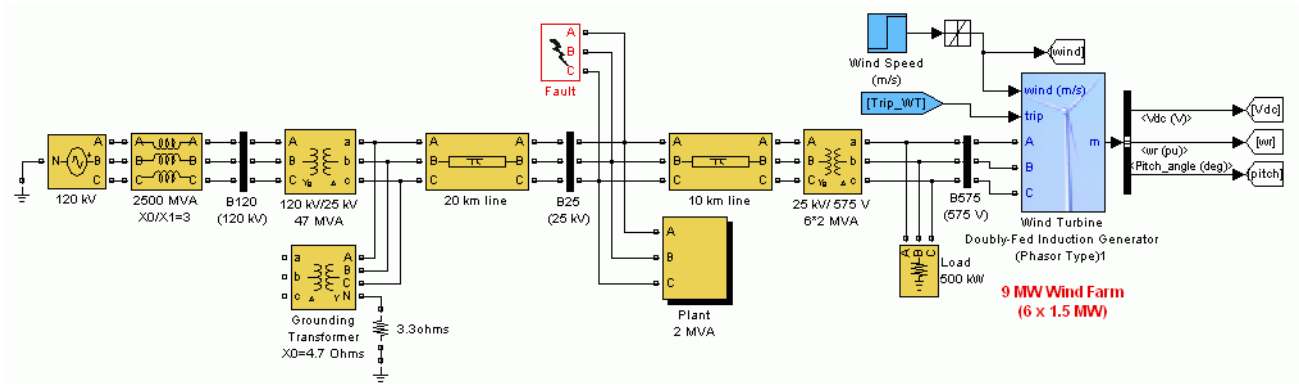 A
B
C
Fault
Wind Speed
(m/s)
[wind]
[Trip_WT]
wind (m/s)
trip
A
B
C
m
<Vdc (V)>
<wr (pu)>
<Pitch_angle (deg)>
[Vdc]
[wr]
[pitch]
N
A
B
C
120 kV
A A
B B
C C
2500 MVA
X0/X1=3
B120
(120 kV)
A a
B b
C c
Yg
120 kV/25 kV
47 MVA
A A
B B
C C
20 km line
B25
(25 kV)
A A
B B
C C
10 km line
A a
B b
C c
Yg
25 kV/ 575 V
6*2 MVA
B575
(575 V)
Wind Turbine
Doubly-Fed Induction Generator
(Phasor Type)1
A B C
Load
500 kW
9 MW Wind Farm
(6 x 1.5 MW)
a A
b B
c C
Y N
Grounding
Transformer
X0=4.7 Ohms
3.3ohms
A
B
C
Plant
2 MVA